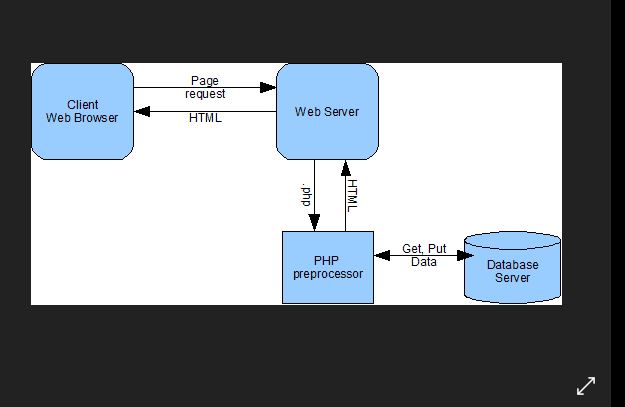 Client
Web Browser
Page
request
HTML
Web Server
.php
HTML
PHP
preprocessor
Get, Put
Data
Database
Server